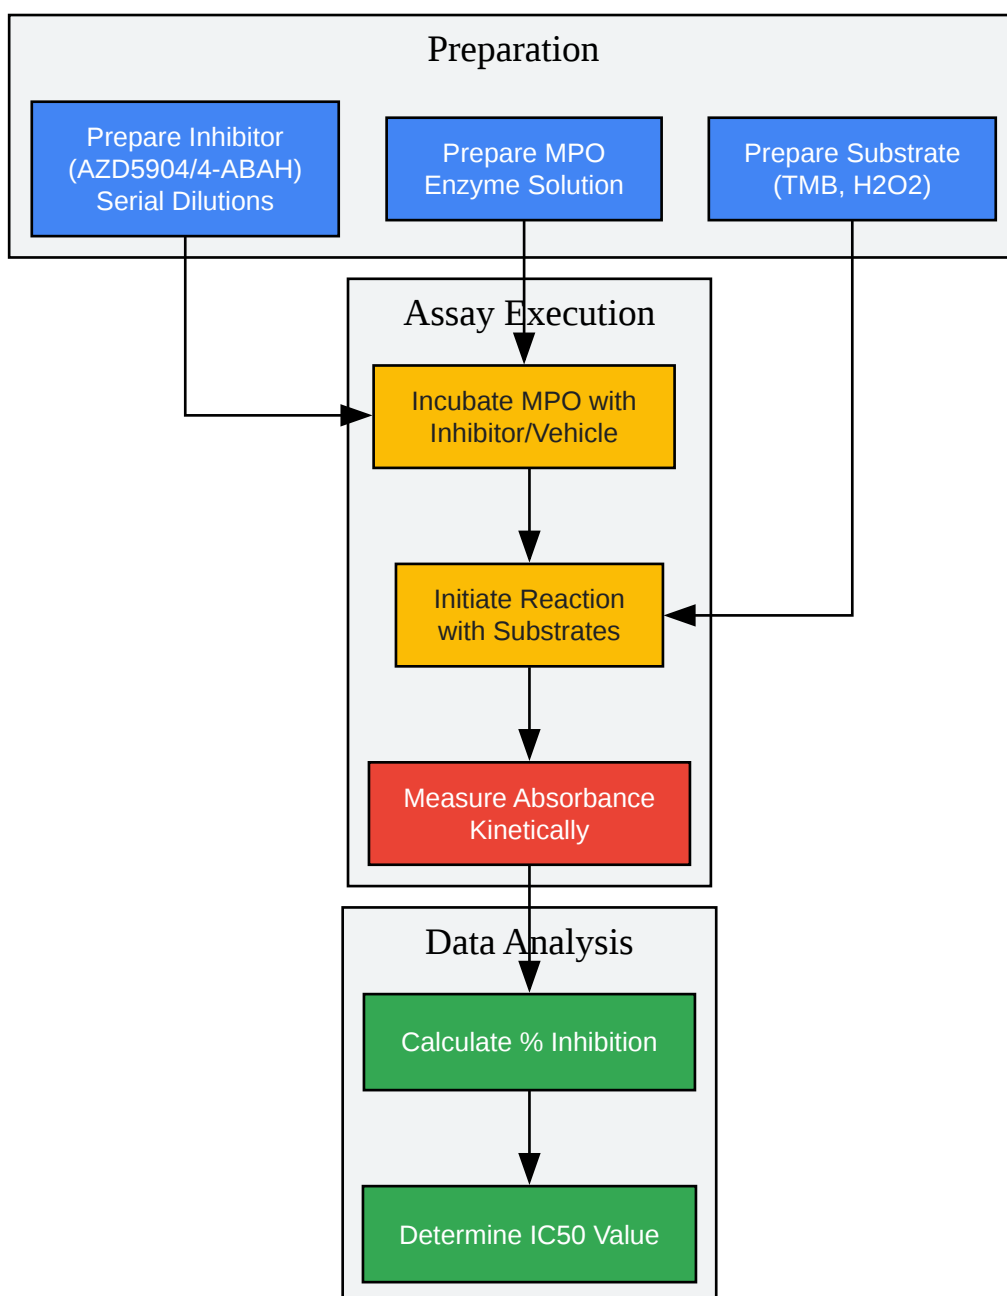 Preparation
Prepare Inhibitor
(AZD5904/4-ABAH)
Serial Dilutions
Prepare MPO
Enzyme Solution
Prepare Substrate
(TMB, H2O2)
Assay Execution
Incubate MPO with
Inhibitor/Vehicle
Initiate Reaction
with Substrates
Measure Absorbance
Kinetically
Data Analysis
Calculate % Inhibition
Determine IC50 Value